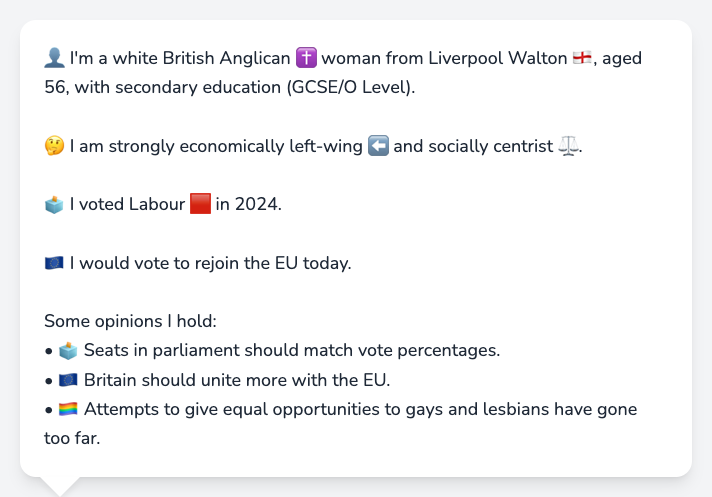 👤 I'm a white British Anglican ✝️ woman from Liverpool Walton 🏴󠁧󠁢󠁥󠁮󠁧󠁿, aged
56, with secondary education (GCSE/O Level).
🤔 I am strongly economically left-wing ⬅️ and socially centrist ⚖️.
🗳️ I voted Labour 🟥 in 2024.
🇪🇺 I would vote to rejoin the EU today.
Some opinions I hold:
• 🗳️ Seats in parliament should match vote percentages.
• 🇪🇺 Britain should unite more with the EU.
• 🏳️‍🌈 Attempts to give equal opportunities to gays and lesbians have gone
too far.